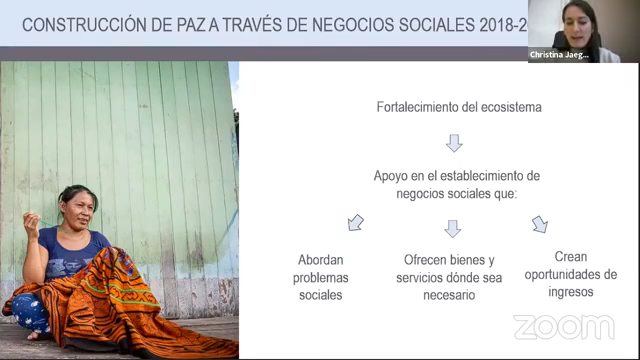 CONSTRUCCIÓN DE PAZ A TRAVÉS DE NEGOCIOS SOCIALES 2018-2
Christina Jaeg...
Fortalecimiento del ecosistema
Apoyo en el establecimiento de
negocios sociales que:
Abordan
problemas
sociales
Ofrecen bienes y
servicios dónde sea
necesario
Crean
oportunidades de
ingresos
zoom